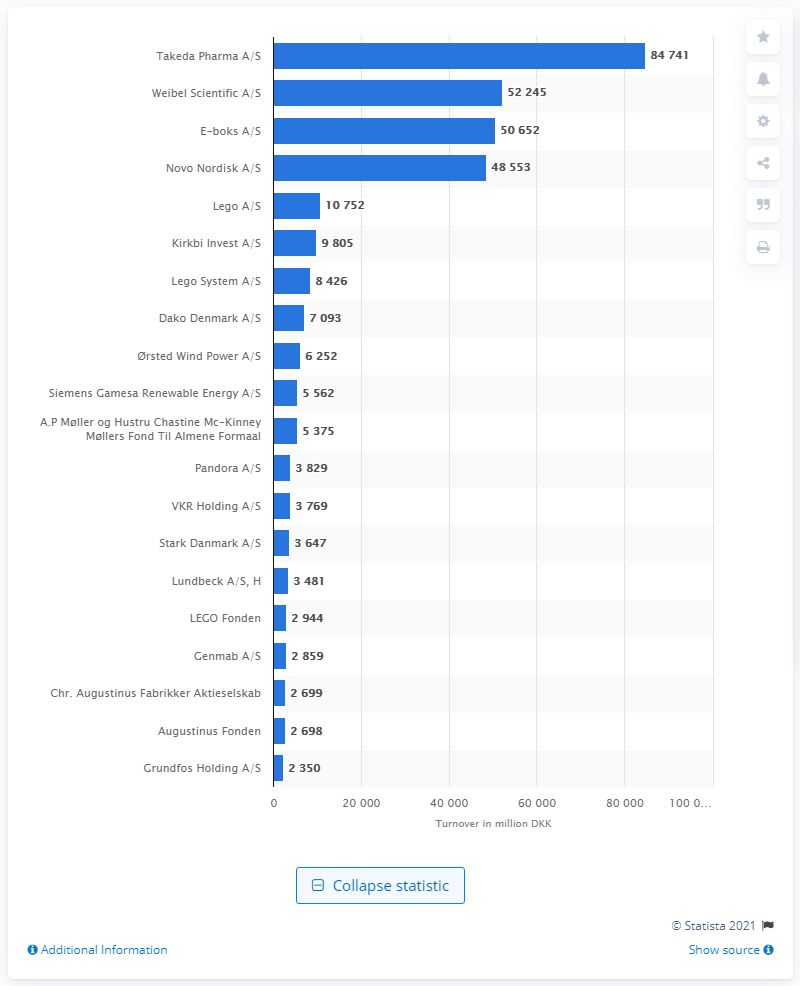 Takeda Pharma A/S 84 741
Weibel Scientific A/S 52 245
E-boks A/S 50 652
Novo Nordisk A/S 48 553
Lego A/S 10 752
Kirkbi Invest A/S 9 805
Lego System A/S 8 426
Dako Denmark A/S 7 093
Ørsted Wind Power A/S 6 252
Siemens Gamesa Renewable Energy A/S 5 562
A.P Møller og Hustru Chastine Mc-Kinney
Møllers Fond Til Almene Formaal 5 375
Pandora A/S 3 829
VKR Holding A/S 3 769
Stark Danmark A/S 3 647
Lundbeck A/S, H 3 481
LEGO Fonden 2 944
Genmab A/S 2 859
Chr. Augustinus Fabrikker Aktieselskab 2 699
Augustinus Fonden 2 698
Grundfos Holding A/S 2 350
0 20 000 40 000 60 000 80 000 100 0...
Turnover in million DKK
Collapse statistic
© Statista 2021
Additional Information Show source